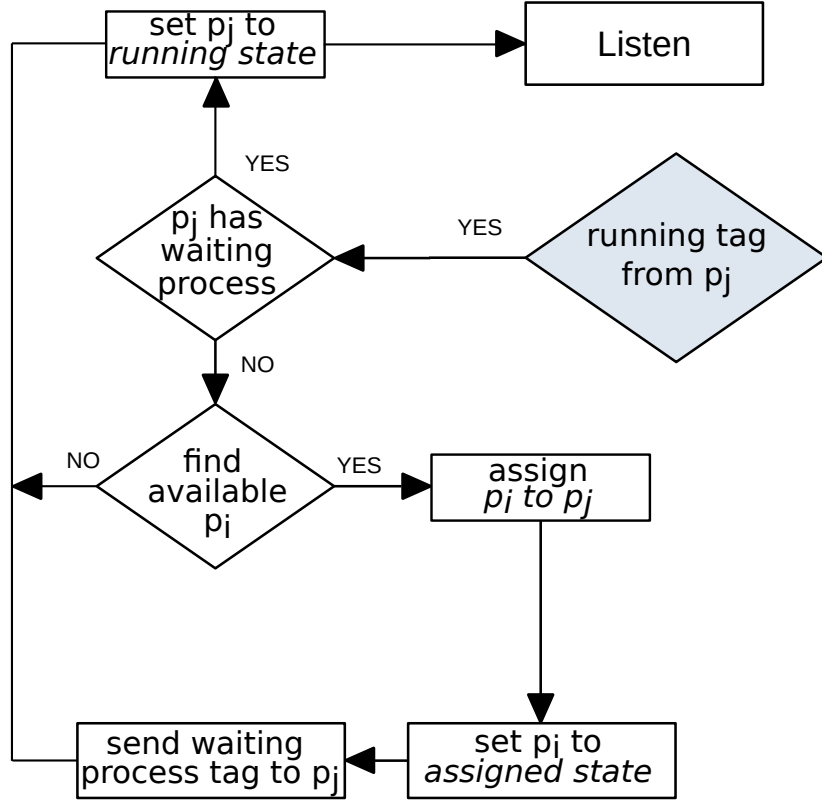 set pj to
running state
Listen
YES
pj has
waiting
process
YES
running tag
from pj
NO
find
available
pi
NO
YES
assign
pi to pj
send waiting
process tag to pj
set pi to
assigned state